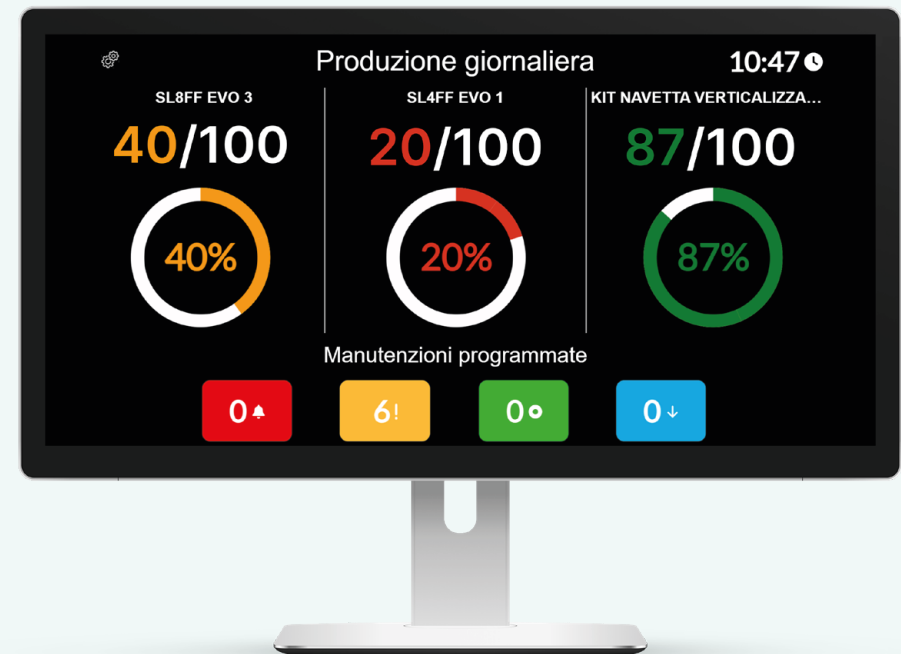 Produzione giornaliera
10:47
SL8FF EVO 3
40/100
40%
SL4FF EVO 1
20/100
20%
KIT NAVETTA VERTICALIZZA...
87/100
87%
Manutenzioni programmate
0
6!
0
0